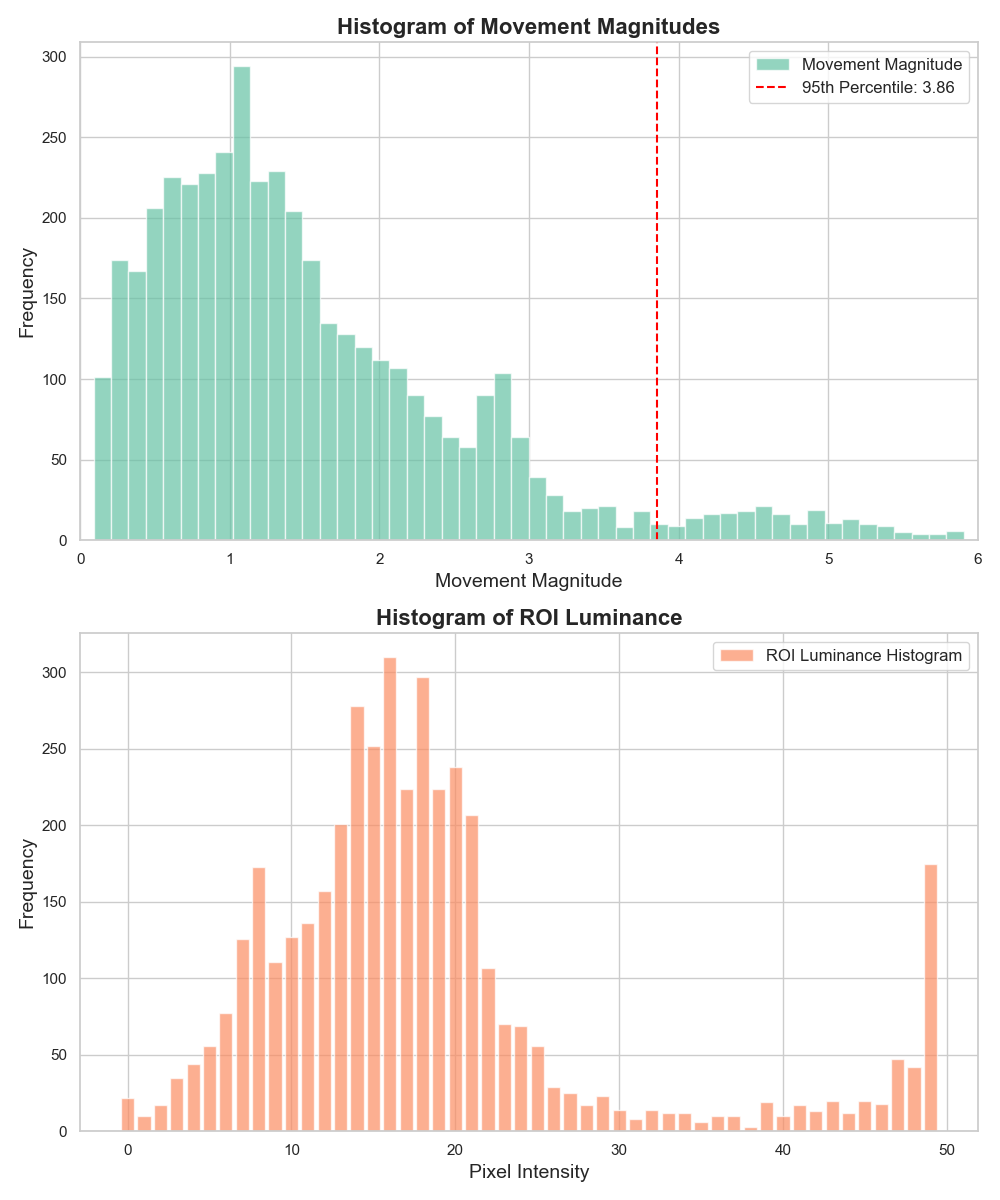 Histogram of Movement Magnitudes
300
250
200
150
100
50
0
Frequency
Movement Magnitude
95th Percentile: 3.86
0 1 2 3 4 5 6
Movement Magnitude
Histogram of ROI Luminance
300
250
200
150
100
50
0
Frequency
ROI Luminance Histogram
0 10 20 30 40 50
Pixel Intensity